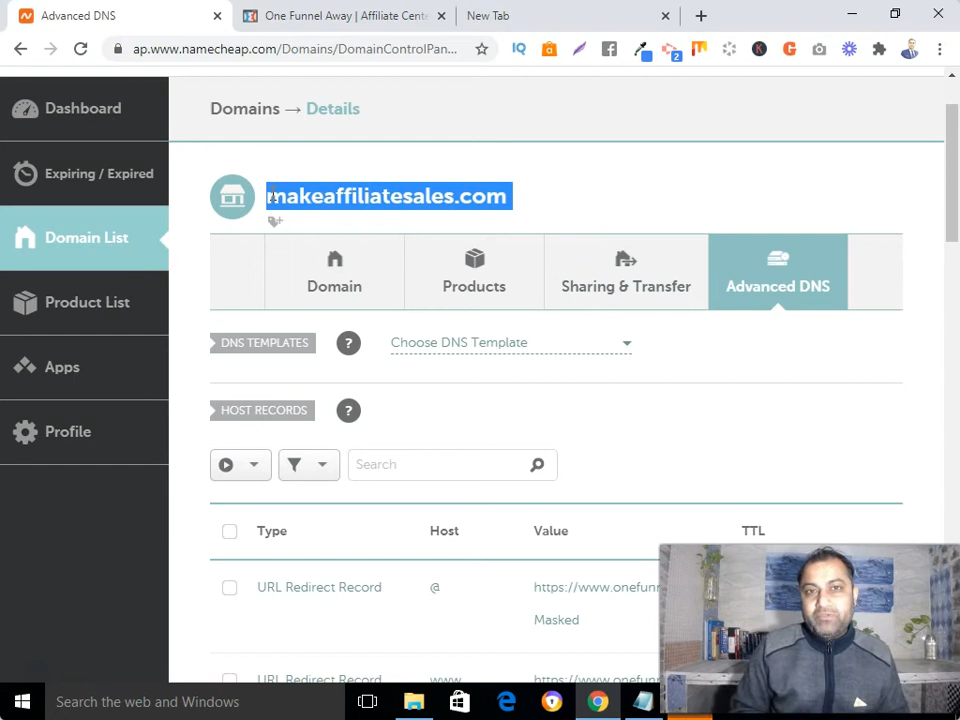 Advanced DNS
One Funnel Away | Affiliate Cent
New Tab
ap.www.namecheap.com/Domains/DomainControlPan...
2
Dashboard
Expiring / Expired
Domain List
Product List
Apps
Profile
Domains → Details
makeaffiliatesales.com
Domain
Products
Sharing & Transfer
Advanced DNS
DNS TEMPLATES
?
Choose DNS Template
HOST RECORDS
?
Search
Type
Host
Value
TTL
URL Redirect Record
@
https://www.onefunn
Masked
URL Redirect Record
www
https://www.onefunn
Search the web and Windows